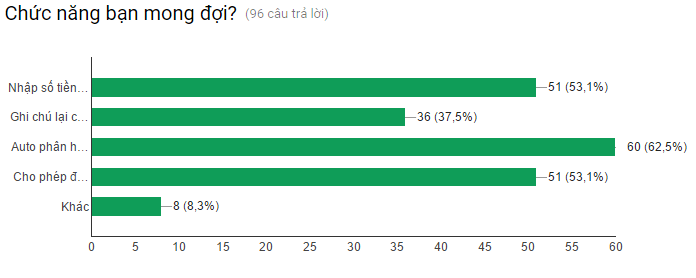 Chức năng bạn mong đợi? (96 câu trả lời)
Nhập số tiền… 51 (53,1%)
Ghi chú lại c… 36 (37,5%)
Auto phân h… 60 (62,5%)
Cho phép đ… 51 (53,1%)
Khác 8 (8,3%)
0 5 10 15 20 25 30 35 40 45 50 55 60